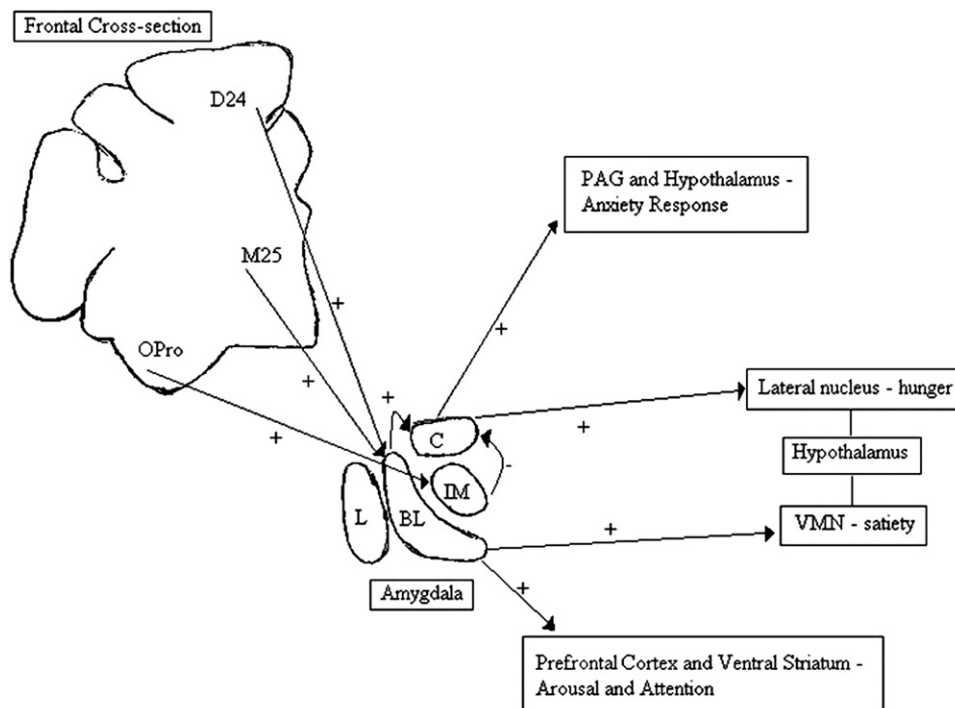 Frontal Cross-section
D24
M25
OPro
PAG and Hypothalamus -
Anxiety Response
+
+
+
+
+
Lateral nucleus - hunger
+
C
Hypothalamus
-
IM
L
BL
VMN - satiety
+
Amygdala
+
Prefrontal Cortex and Ventral Striatum -
Arousal and Attention